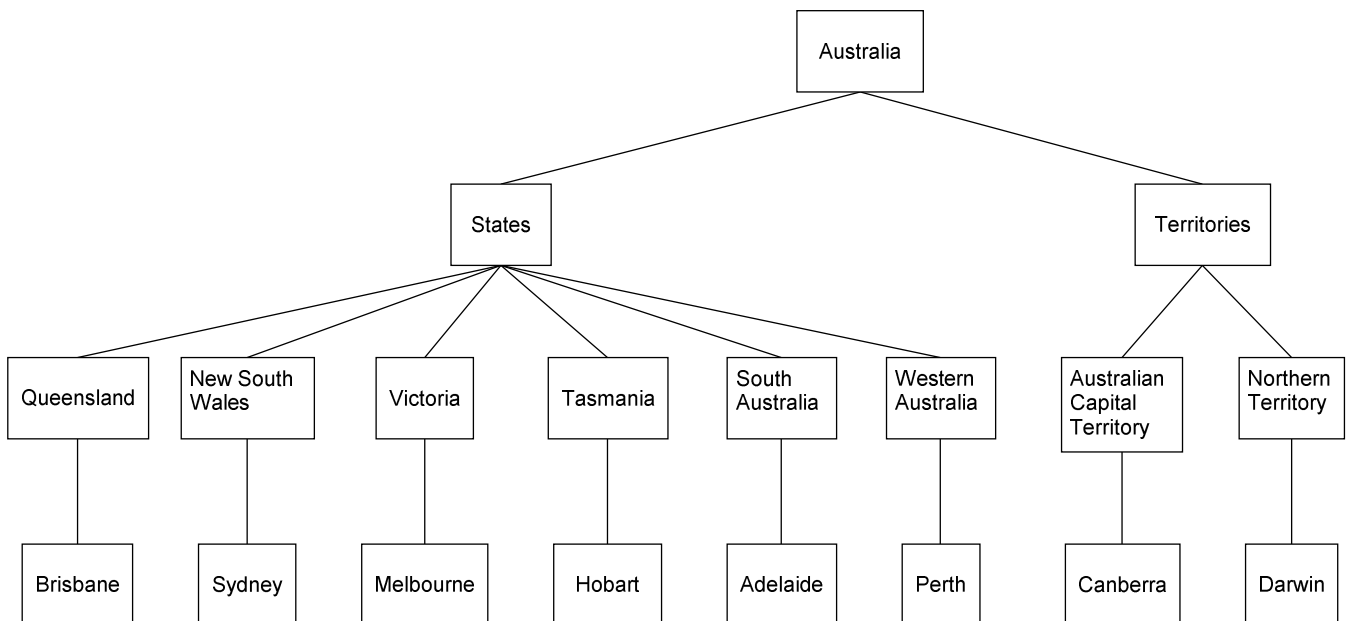 Australia
States
Territories
Queensland
New South
Wales
Victoria
Tasmania
South
Australia
Western
Australia
Australian
Capital
Territory
Northern
Territory
Brisbane
Sydney
Melbourne
Hobart
Adelaide
Perth
Canberra
Darwin